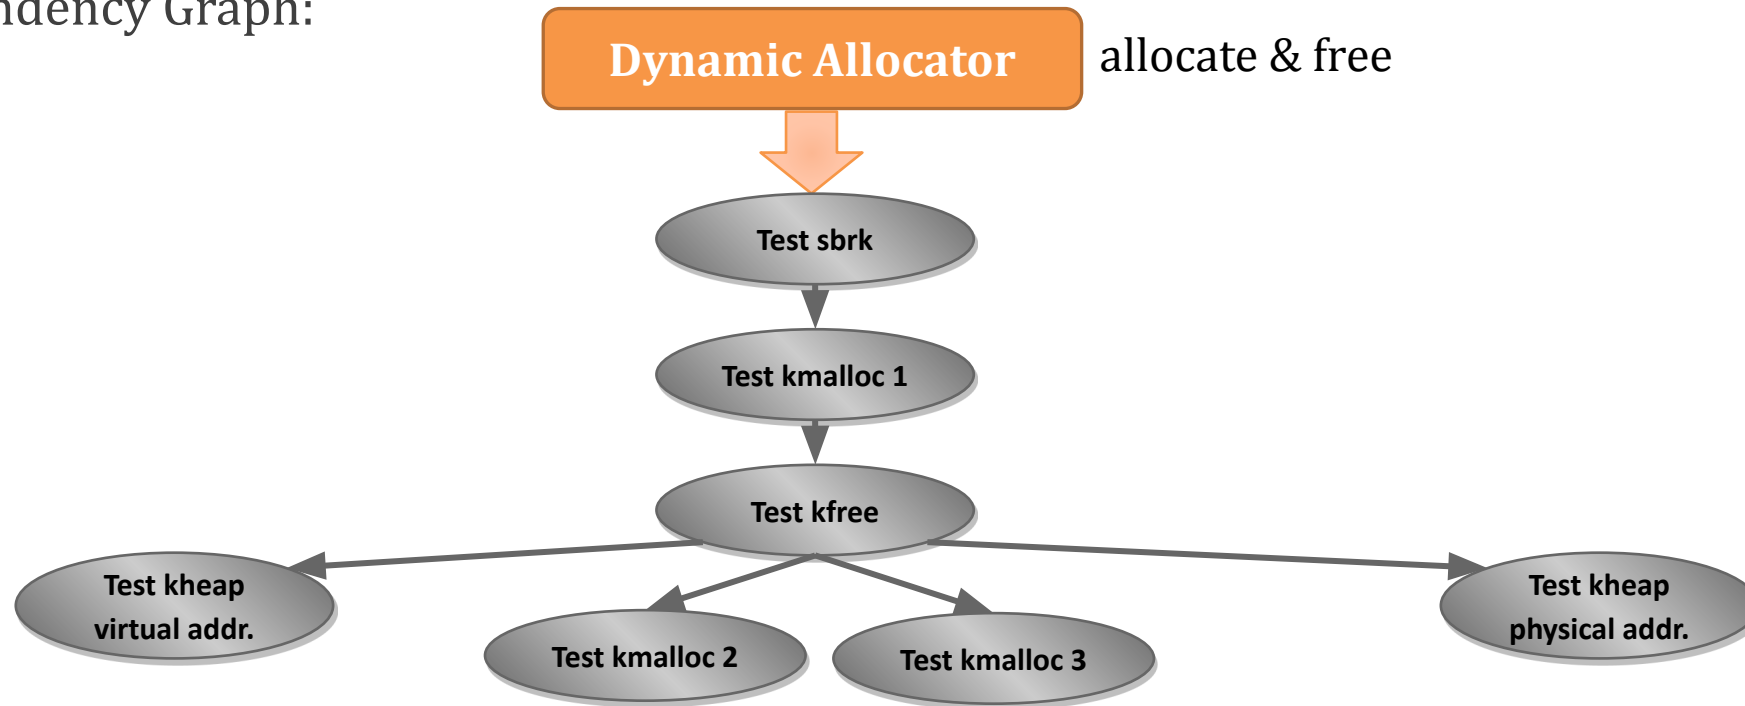 Graph:
Dynamic Allocator
allocate & free
Test sbrk
Test kmalloc 1
Test kfree
Test kheap
virtual addr.
Test kmalloc 2
Test kmalloc 3
Test kheap
physical addr.